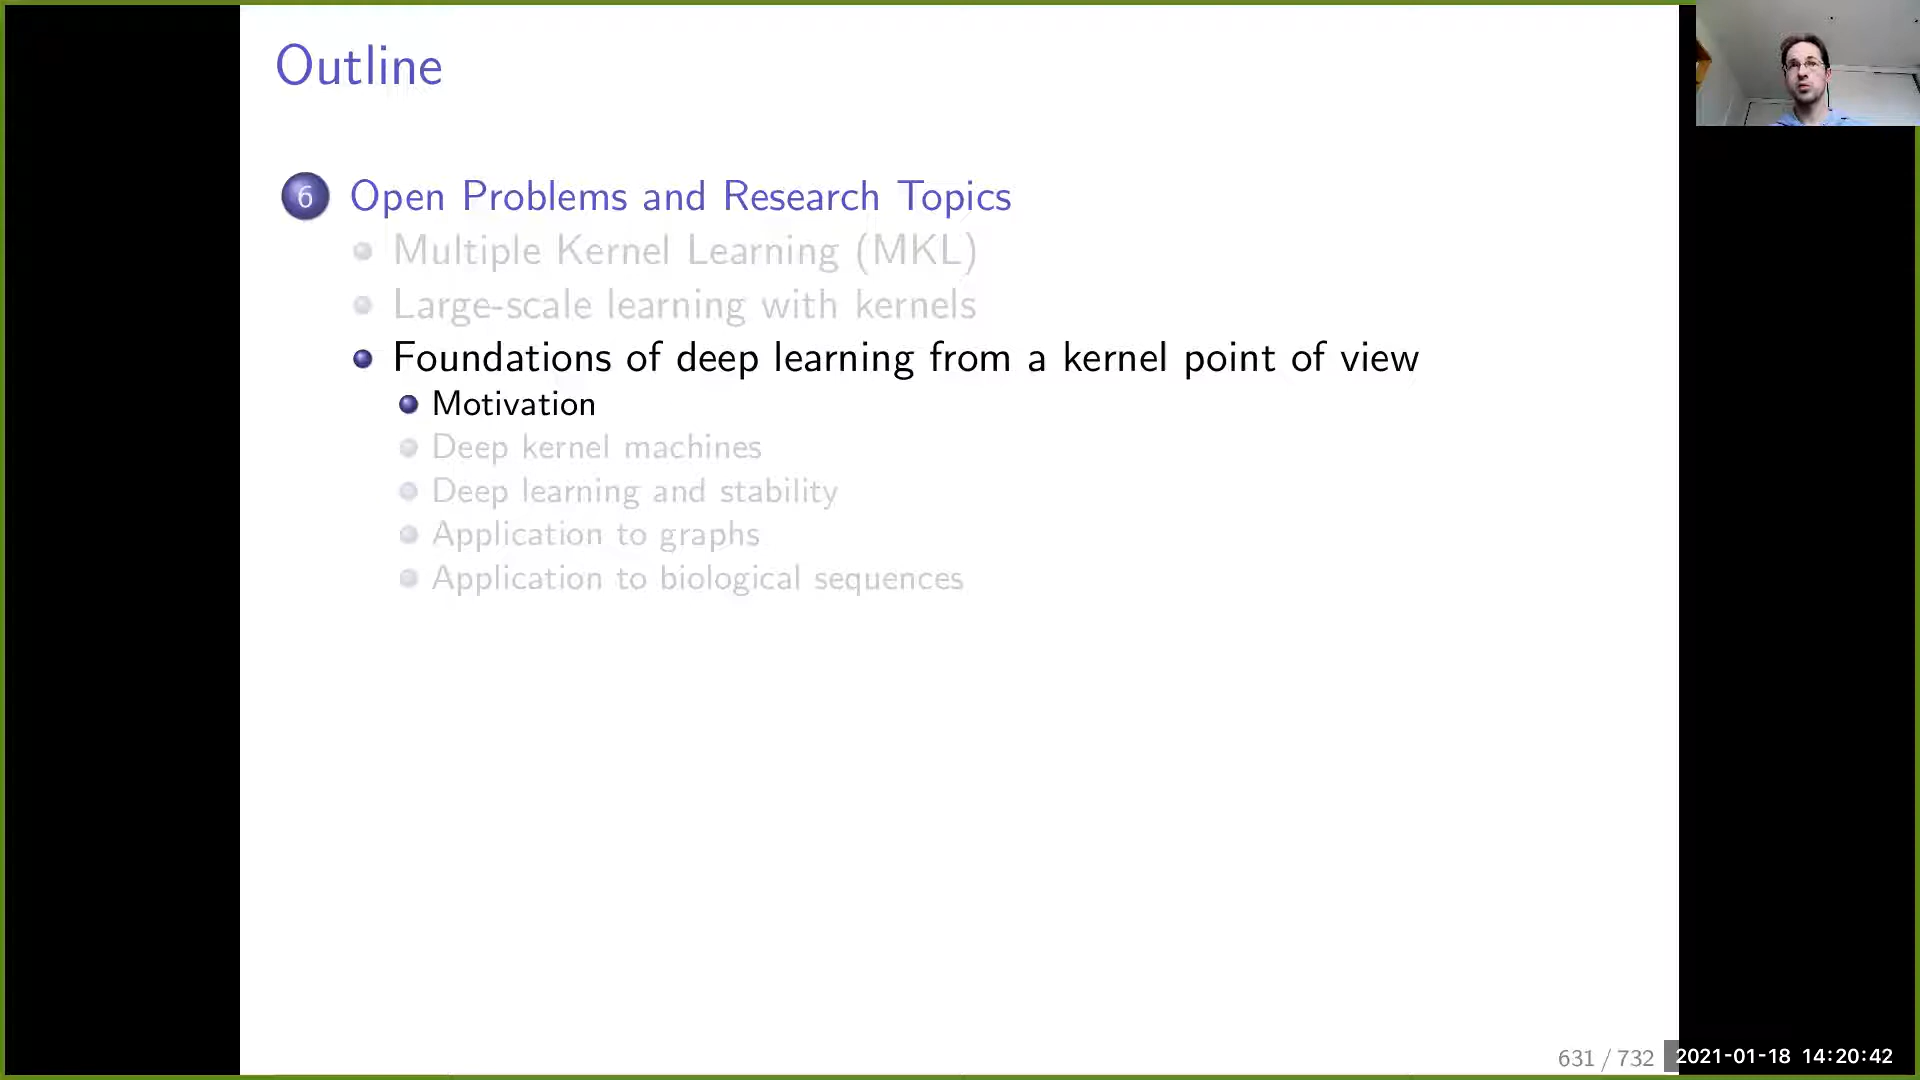 Outline
6 Open Problems and Research Topics
Multiple Kernel Learning (MKL)
Large-scale learning with kernels
Foundations of deep learning from a kernel point of view
Motivation
Deep kernel machines
Deep learning and stability
Application to graphs
Application to biological sequences
631 / 732
2021-01-18 14:20:42